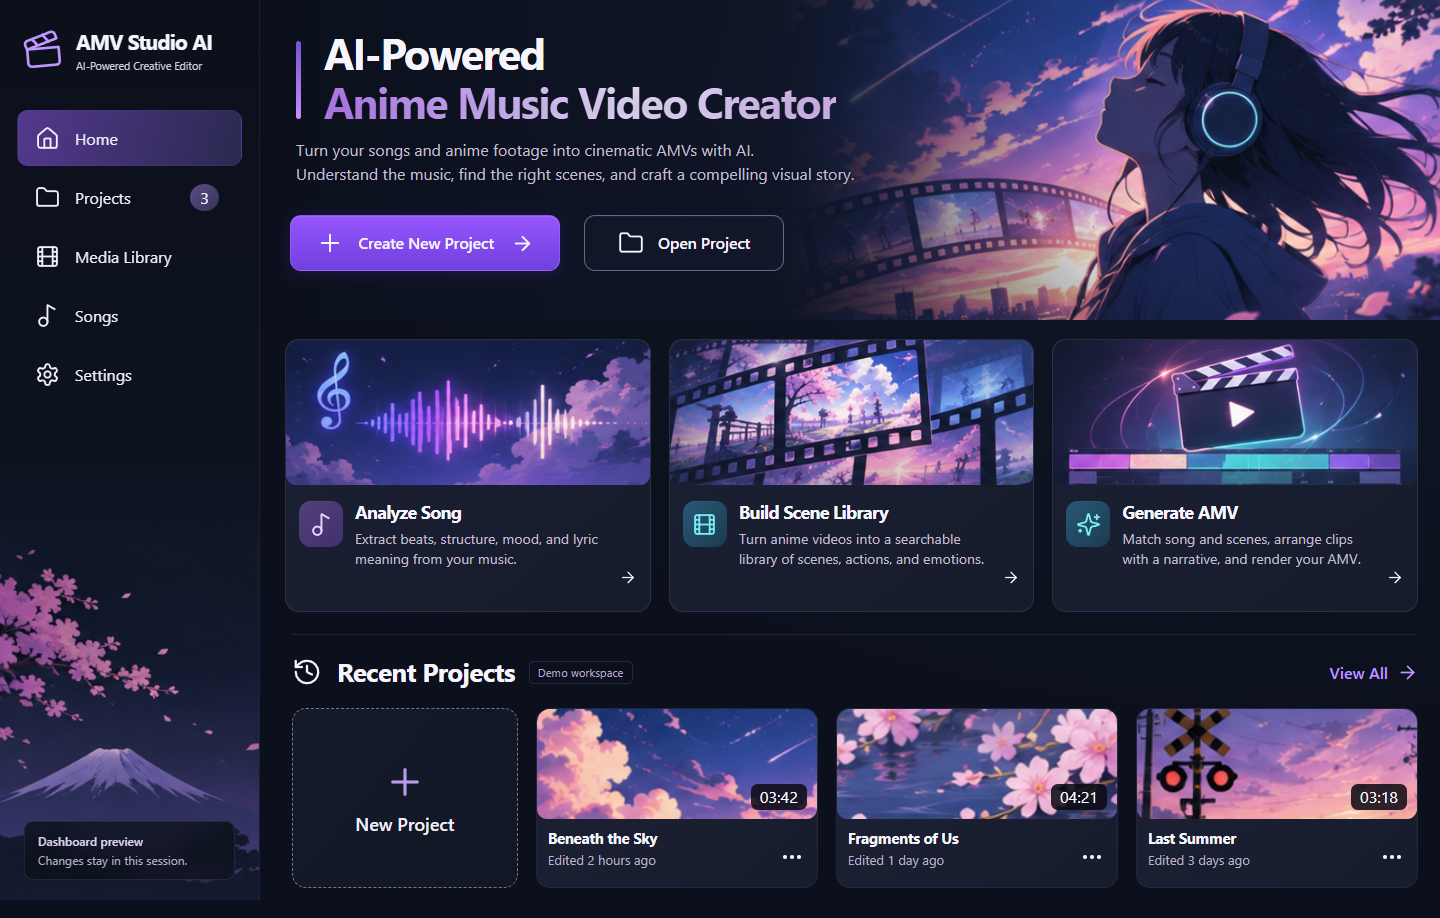 AMV Studio AI
AI-Powered Creative Editor
Home
Projects 3
Media Library
Songs
Settings
Dashboard preview
Changes stay in this session.
AI-Powered
Anime Music Video Creator
Turn your songs and anime footage into cinematic AMVs with AI.
Understand the music, find the right scenes, and craft a compelling visual story.
Create New Project
Open Project
Analyze Song
Extract beats, structure, mood, and lyric
meaning from your music.
Build Scene Library
Turn anime videos into a searchable
library of scenes, actions, and emotions.
Generate AMV
Match song and scenes, arrange clips
with a narrative, and render your AMV.
Recent Projects
Demo workspace
View All
New Project
03:42
Beneath the Sky
Edited 2 hours ago
04:21
Fragments of Us
Edited 1 day ago
03:18
Last Summer
Edited 3 days ago